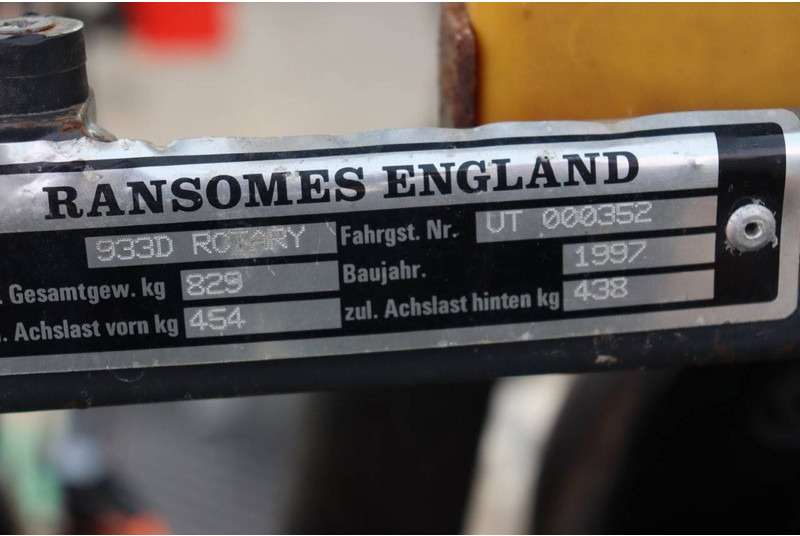 RANSOMES ENGLAND
933D ROTARY Fahrgst. Nr. UT 000352
. Gesamtgew. kg 829 Baujahr. 1997
. Achslast vorn kg 454 zul. Achslast hinten kg 438